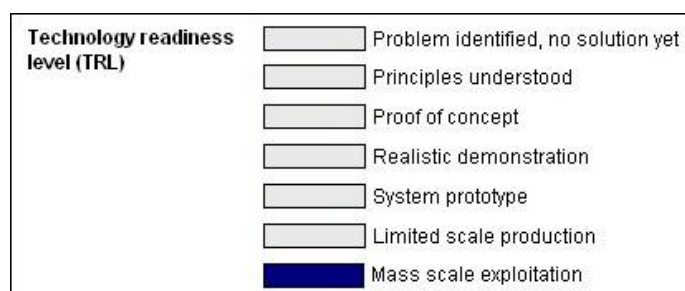 Technology readiness
level (TRL)
Problem identified, no solution yet
Principles understood
Proof of concept
Realistic demonstration
System prototype
Limited scale production
Mass scale exploitation